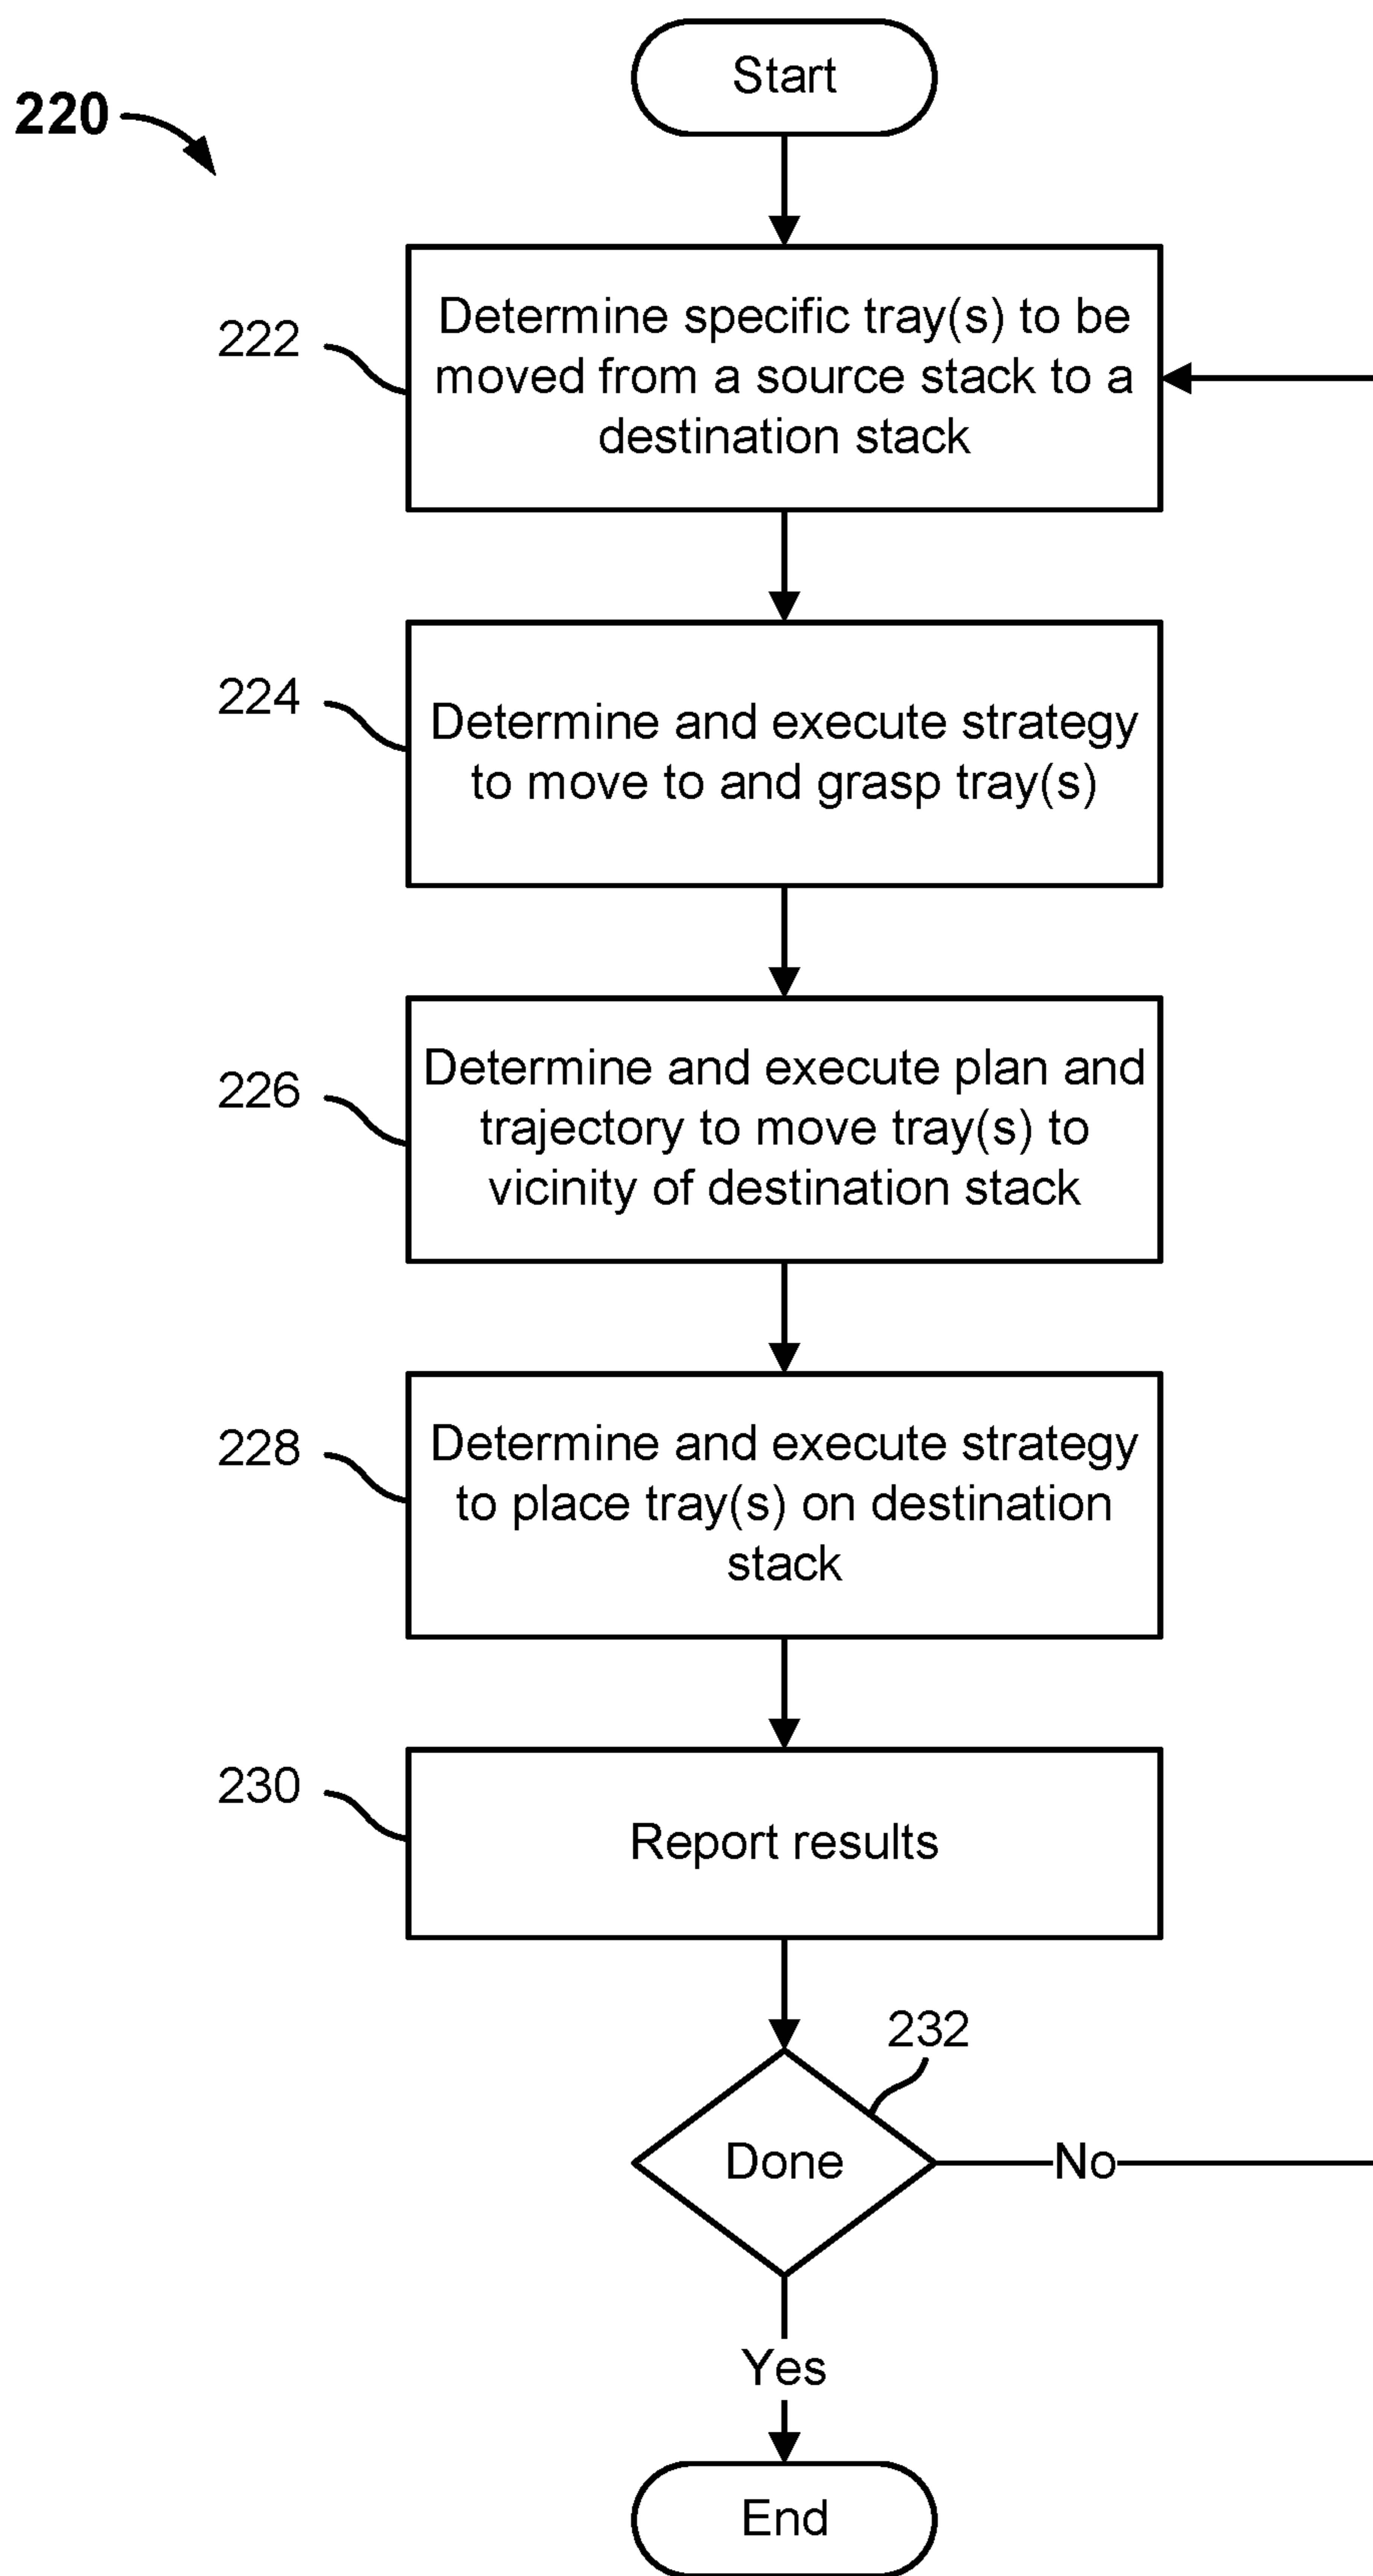 Start
220
222
Determine specific tray(s) to be
moved from a source stack to a
destination stack
224
Determine and execute strategy
to move to and grasp tray(s)
226
Determine and execute plan and
trajectory to move tray(s) to
vicinity of destination stack
228
Determine and execute strategy
to place tray(s) on destination
stack
230
Report results
232
Done
No
Yes
End